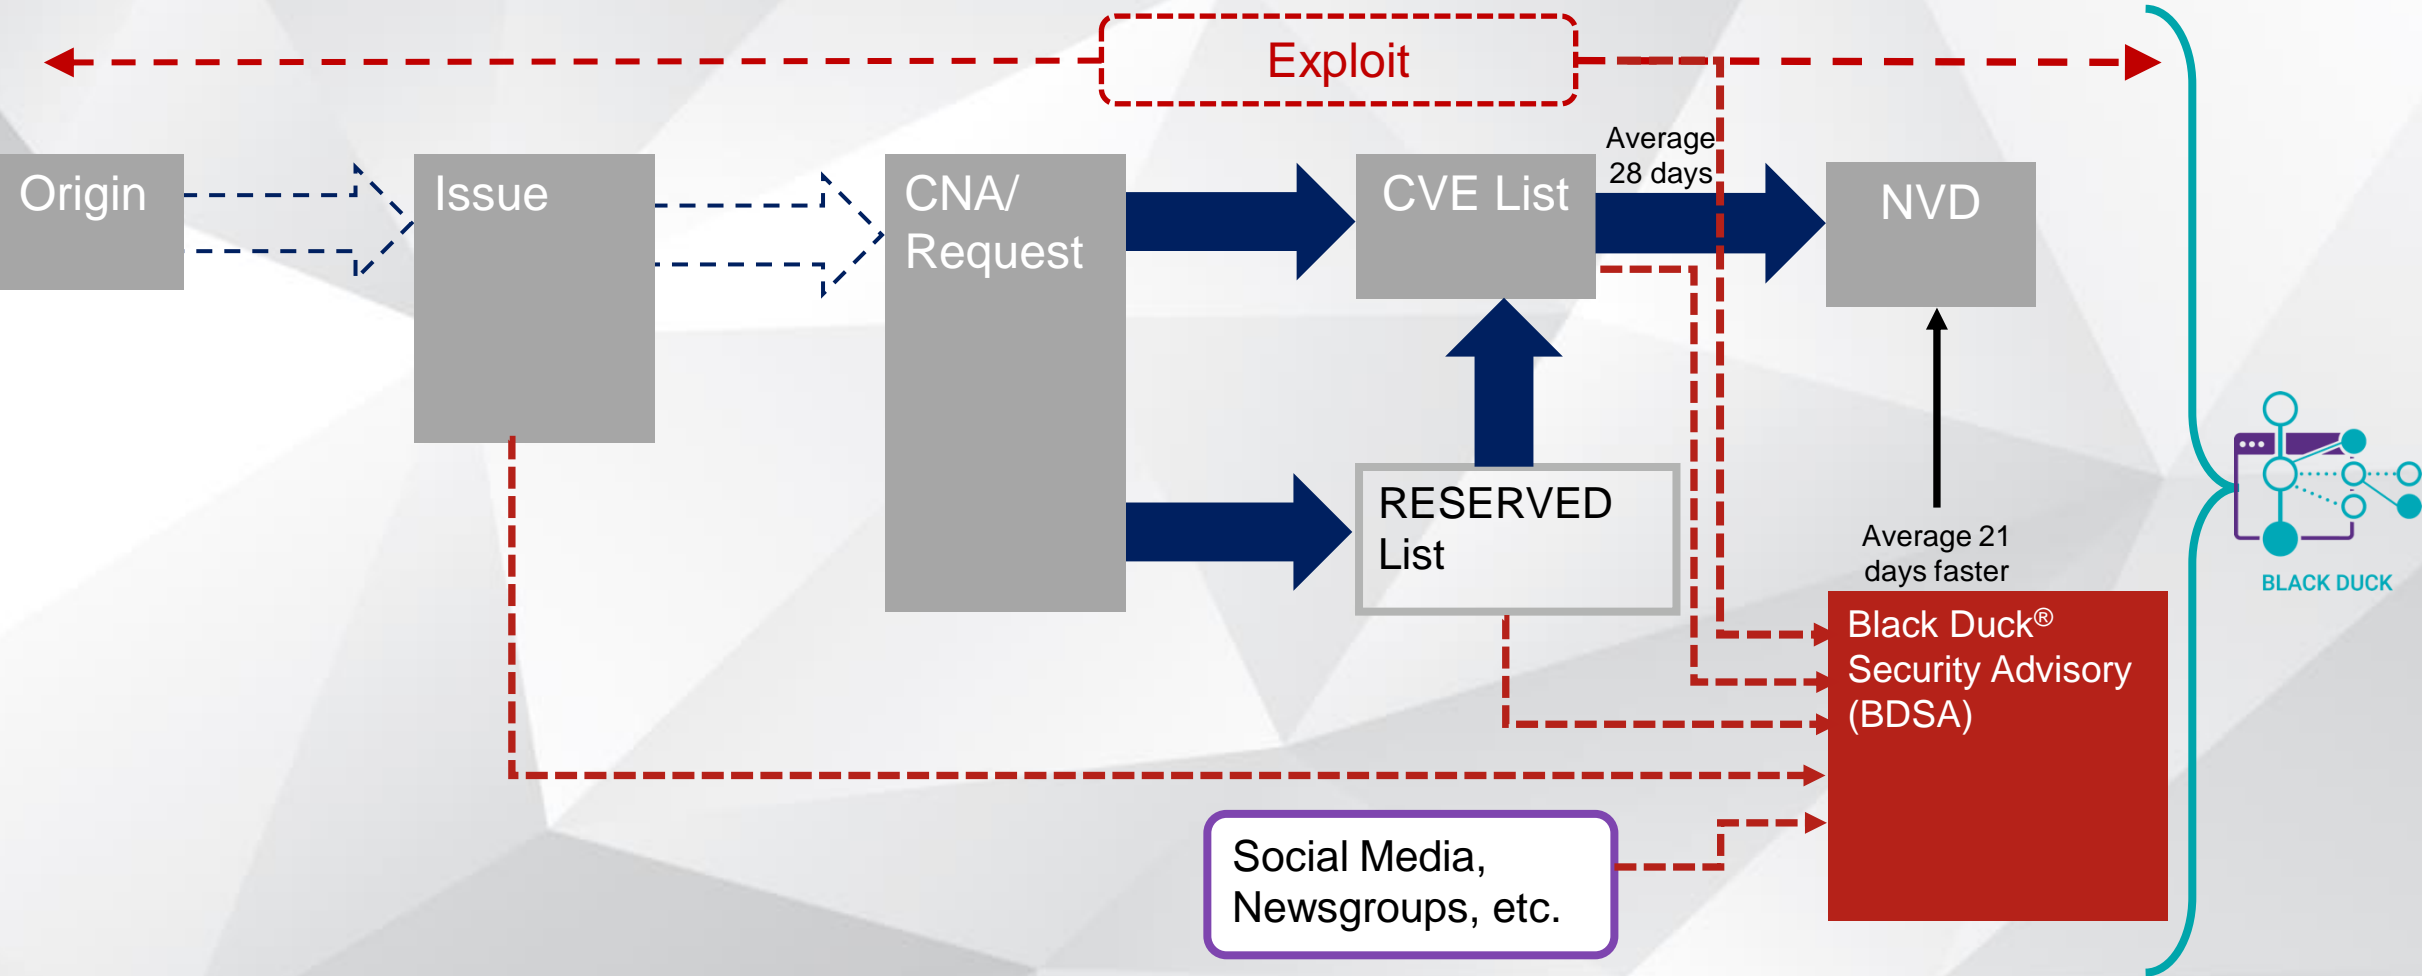 Exploit
Average
28 days
Origin
Issue
CNA/
Request
CVE List
NVD
RESERVED
List
Average 21
days faster
BLACK DUCK
Black Duck®
Security Advisory
(BDSA)
Social Media,
Newsgroups, etc.